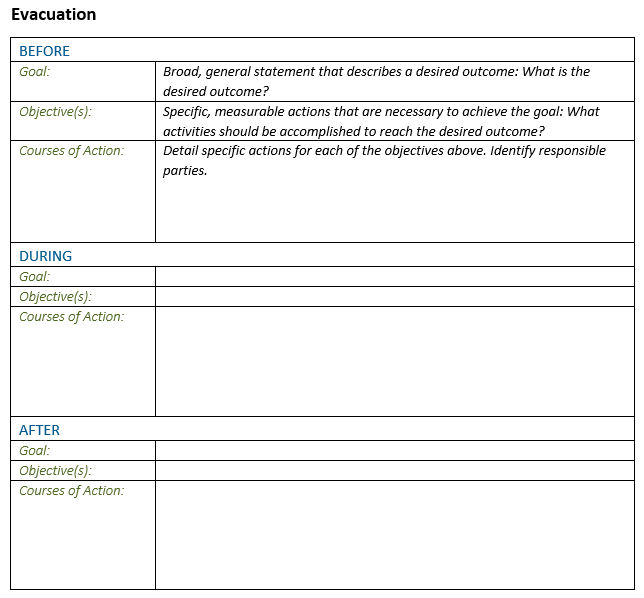 Evacuation
BEFORE
Goal:
Broad, general statement that describes a desired outcome: What is the
desired outcome?
Objective(s):
Specific, measurable actions that are necessary to achieve the goal: What
activities should be accomplished to reach the desired outcome?
Courses of Action:
Detail specific actions for each of the objectives above. Identify responsible
parties.
DURING
Goal:
Objective(s):
Courses of Action:
AFTER
Goal:
Objective(s):
Courses of Action: